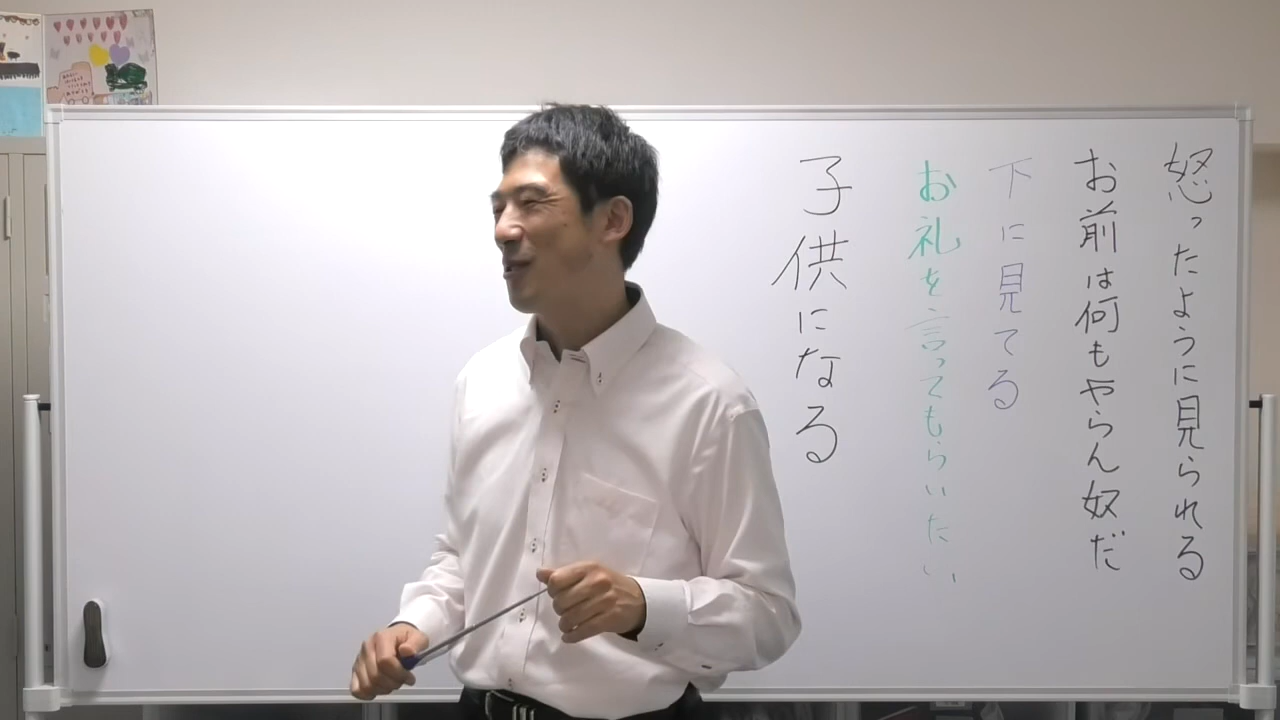 怒ったように見られる
お前は何もやらん奴だ
下に見てる
お礼を言ってもらいたい
子供になる